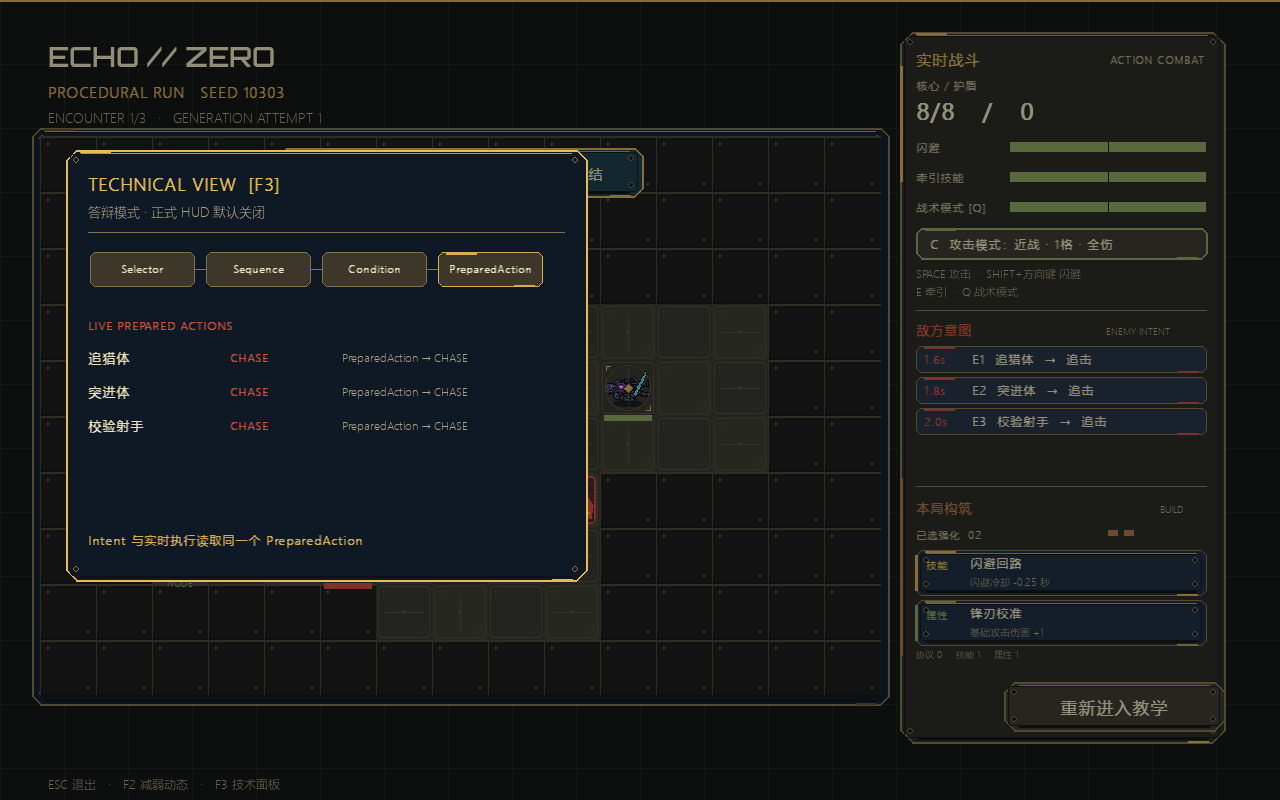 ECHO // ZERO
PROCEDURAL RUN SEED 10303
ENCOUNTER 1/3 · GENERATION ATTEMPT 1
结
TECHNICAL VIEW [F3]
答辩模式 · 正式 HUD 默认关闭
Selector
Sequence
Condition
PreparedAction
LIVE PREPARED ACTIONS
追猎体 CHASE PreparedAction → CHASE
突进体 CHASE PreparedAction → CHASE
校验射手 CHASE PreparedAction → CHASE
Intent 与实时执行读取同一个 PreparedAction
NODE
ESC 退出 · F2 减弱动态 · F3 技术面板
实时战斗 ACTION COMBAT
核心 / 护盾
8/8 / 0
闪避
牵引技能
战术模式 [Q]
C 攻击模式: 近战 · 1格 · 全伤
SPACE 攻击 · SHIFT+方向键 闪避
E 牵引 · Q 战术模式
敌方意图 ENEMY INTENT
1.6s E1 追猎体 → 追击
1.8s E2 突进体 → 追击
2.0s E3 校验射手 → 追击
本局构筑 BUILD
已选强化 02
技能 闪避回路
闪避冷却 -0.25 秒
属性 锋刃校准
基础攻击伤害 +1
协议 0 · 技能 1 · 属性 1
重新进入教学